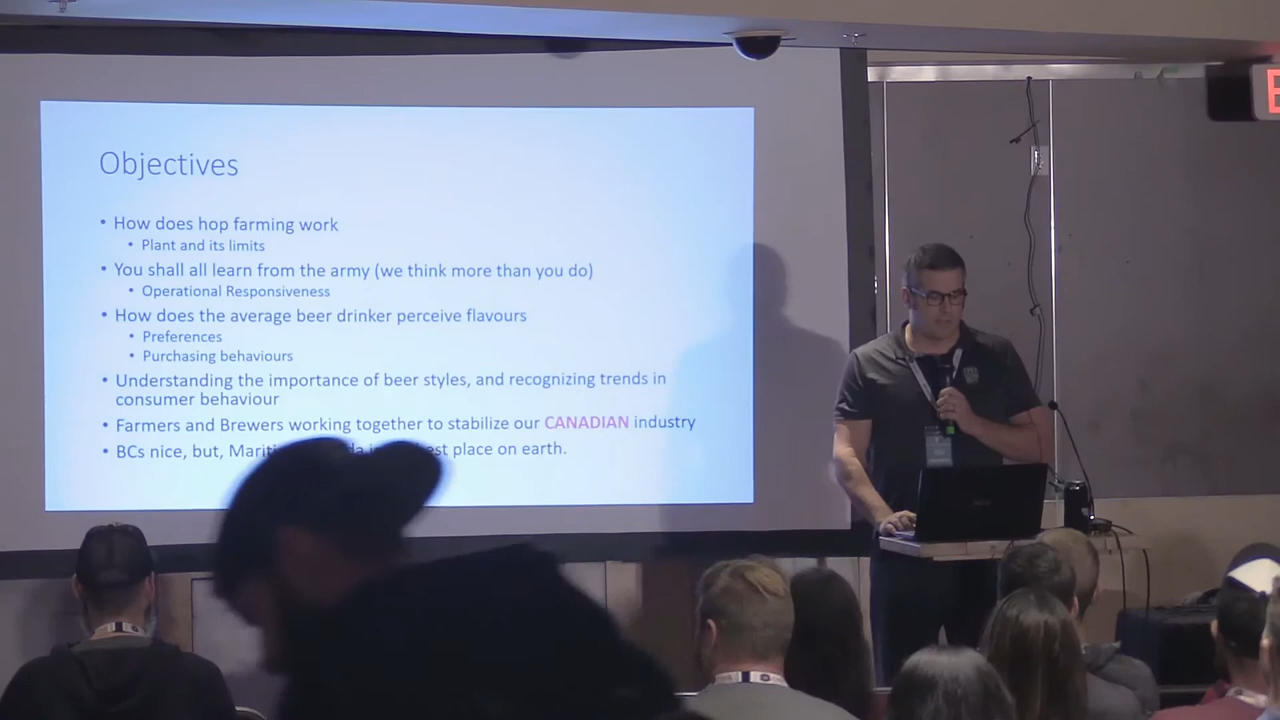 Objectives
• How does hop farming work
• Plant and its limits
• You shall all learn from the army (we think more than you do)
• Operational Responsiveness
• How does the average beer drinker perceive flavours
• Preferences
• Purchasing behaviours
• Understanding the importance of beer styles, and recognizing trends in
consumer behaviour
• Farmers and Brewers working together to stabilize our CANADIAN industry
• BCs nice, but, place on earth.
E